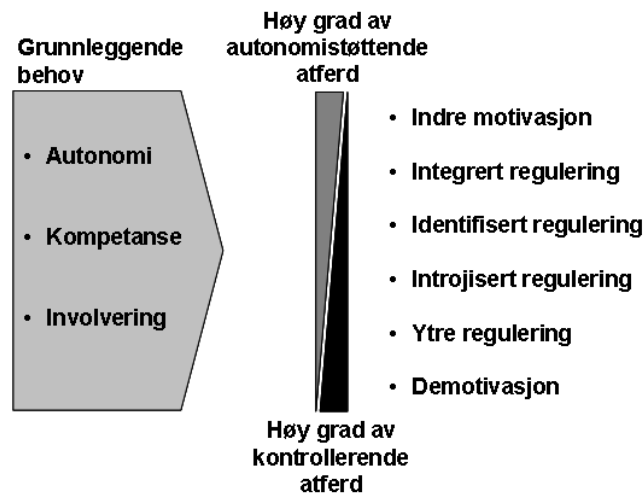 Grunnleggende
behov
• Autonomi
• Kompetanse
• Involvering
Høy grad av
autonomistøttende
atferd
Høy grad av
kontrollerende
atferd
• Indre motivasjon
• Integrert regulering
• Identifisert regulering
• Introjisert regulering
• Ytre regulering
• Demotivasjon